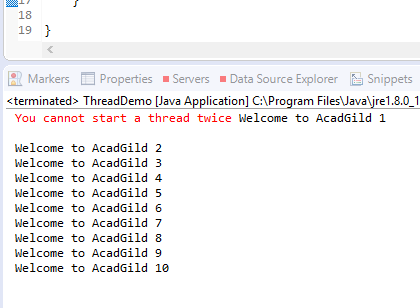 17 }
18
19 }
Markers Properties Servers Data Source Explorer Snippets
<terminated> ThreadDemo [Java Application] C:\Program Files\Java\jre1.8.0_1
You cannot start a thread twice Welcome to AcadGild 1
Welcome to AcadGild 2
Welcome to AcadGild 3
Welcome to AcadGild 4
Welcome to AcadGild 5
Welcome to AcadGild 6
Welcome to AcadGild 7
Welcome to AcadGild 8
Welcome to AcadGild 9
Welcome to AcadGild 10